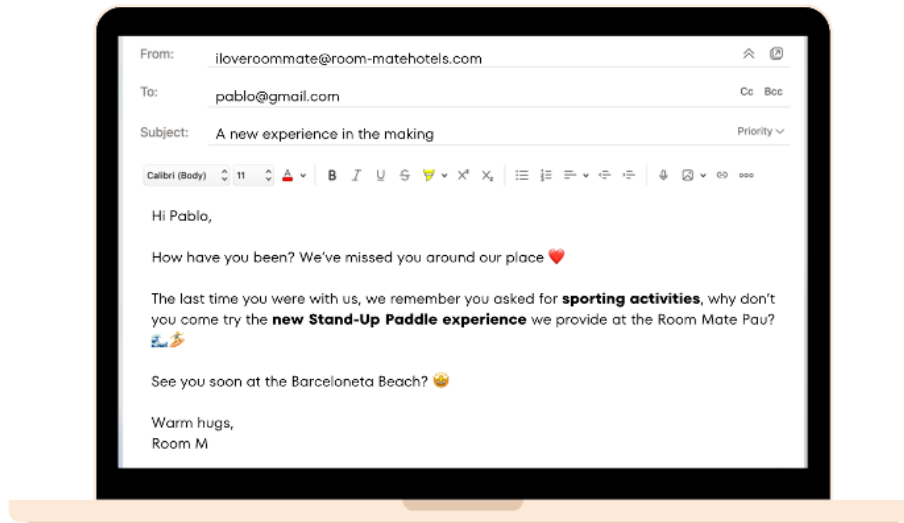 From: iloveroommate@room-matehotels.com
To: pablo@gmail.com Cc Bcc
Subject: A new experience in the making Priority
Calibri (Body) 11 A B I U S X² X₂
Hi Pablo,
How have you been? We've missed you around our place ❤️
The last time you were with us, we remember you asked for sporting activities, why don't
you come try the new Stand-Up Paddle experience we provide at the Room Mate Pau?
🌊🏄
See you soon at the Barceloneta Beach? 🤩
Warm hugs,
Room M